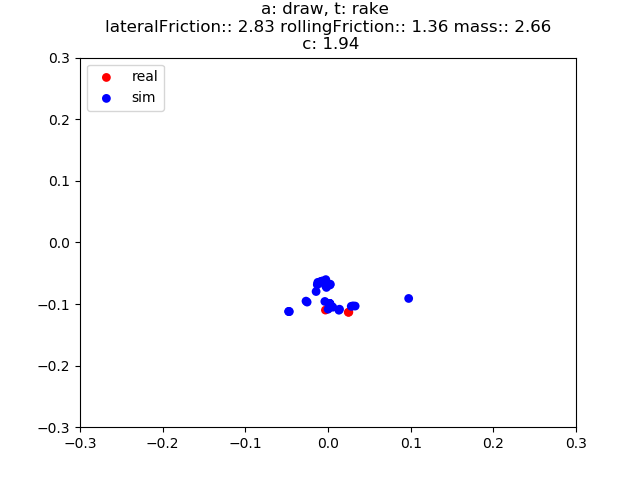 a: draw, t: rake
lateralFriction:: 2.83 rollingFriction:: 1.36 mass:: 2.66
c: 1.94
0.3
real
sim
0.2
0.1
0.0
−0.1
−0.2
−0.3
−0.3 −0.2 −0.1 0.0 0.1 0.2 0.3